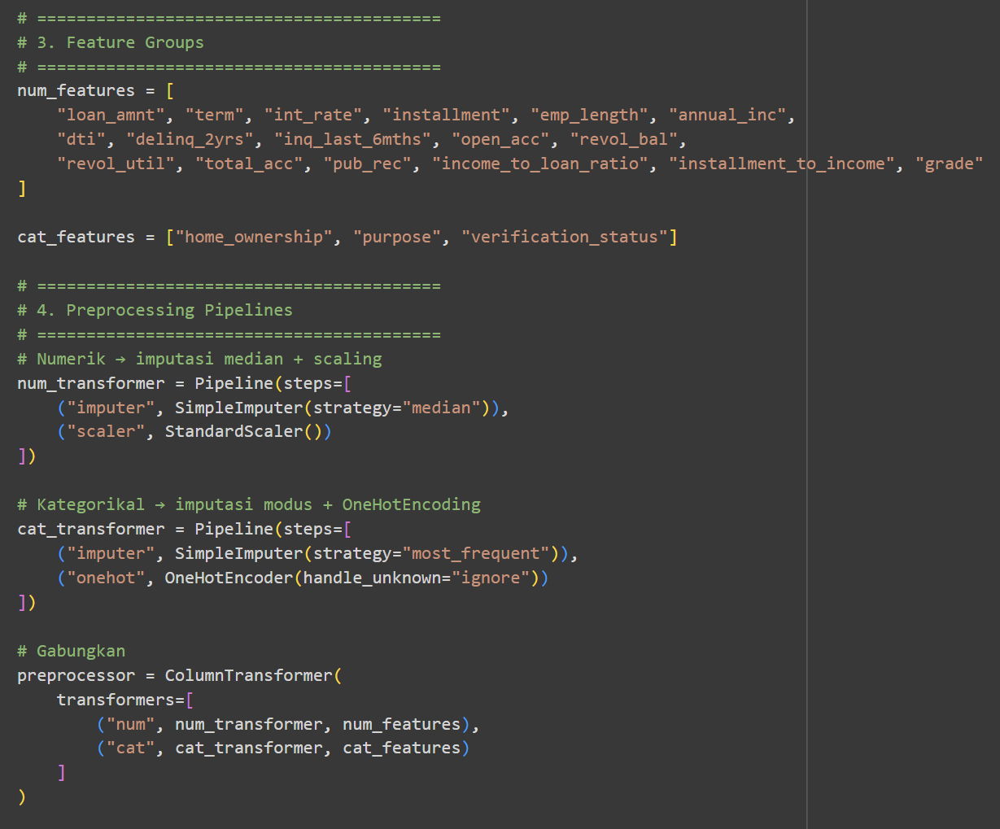 # =========================================
# 3. Feature Groups
# =========================================
num_features = [
    "loan_amnt", "term", "int_rate", "installment", "emp_length", "annual_inc",
    "dti", "delinq_2yrs", "inq_last_6mths", "open_acc", "revol_bal",
    "revol_util", "total_acc", "pub_rec", "income_to_loan_ratio", "installment_to_income", "grade"
]

cat_features = ["home_ownership", "purpose", "verification_status"]

# =========================================
# 4. Preprocessing Pipelines
# =========================================
# Numerik → imputasi median + scaling
num_transformer = Pipeline(steps=[
    ("imputer", SimpleImputer(strategy="median")),
    ("scaler", StandardScaler())
])

# Kategorikal → imputasi modus + OneHotEncoding
cat_transformer = Pipeline(steps=[
    ("imputer", SimpleImputer(strategy="most_frequent")),
    ("onehot", OneHotEncoder(handle_unknown="ignore"))
])

# Gabungkan
preprocessor = ColumnTransformer(
    transformers=[
        ("num", num_transformer, num_features),
        ("cat", cat_transformer, cat_features)
    ]
)